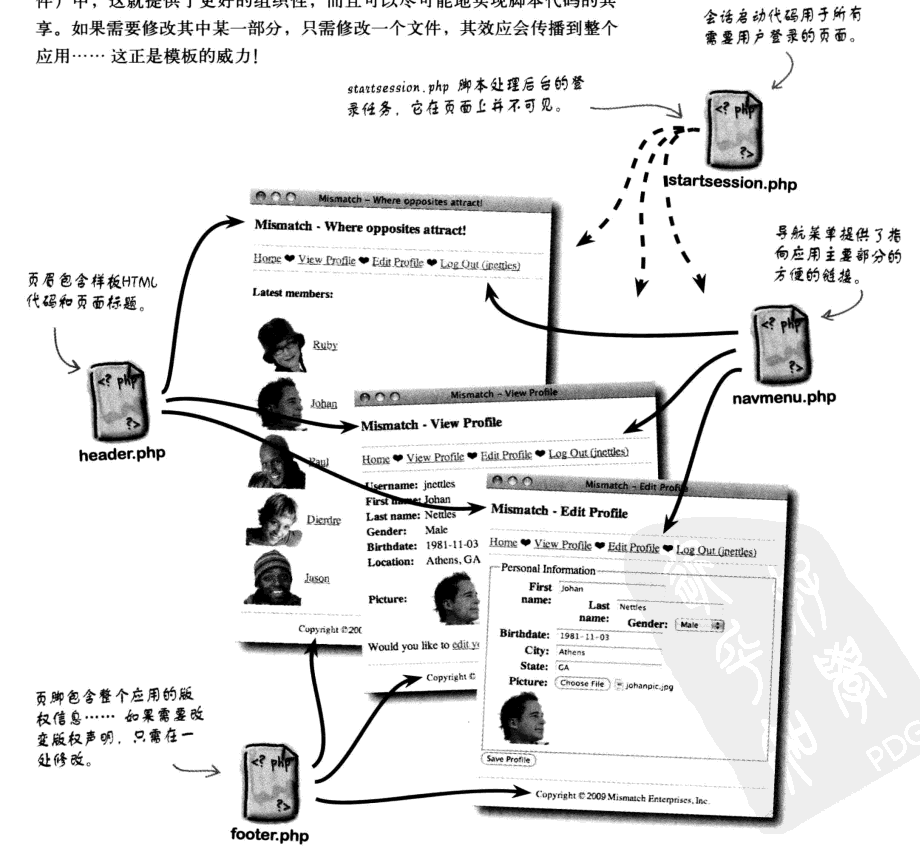 件）中，这就提供了更好的组织性，而且可以尽可能地实现脚本代码的共
享。如果需要修改其中某一部分，只需修改一个文件，其效应会传播到整个
应用…… 这正是模板的威力！
会话启动代码用于所有
需要用户登录的页面。
startsession.php 脚本处理后台的登
录任务，它在页面上并不可见。
<? php
?>
startsession.php
Mismatch - Where opposites attract!
Mismatch - Where opposites attract!
Home ❤ View Profile ❤ Edit Profile ❤ Log Out (jnettles)
Latest members:
Ruby
Johan
Paul
Dierdre
Jason
Copyright ©200
导航菜单提供了指
向应用主要部分的
方便的链接。
<? php
?>
navmenu.php
页眉包含样板HTML
代码和页面标题。
<? php
?>
header.php
Mismatch - View Profile
Mismatch - View Profile
Home ❤ View Profile ❤ Edit Profile ❤ Log Out (jnettles)
Username: jnettles
First name: Johan
Last name: Nettles
Gender: Male
Birthdate: 1981-11-03
Location: Athens, GA
Picture:
Would you like to edit y
Copyright ©
Mismatch - Edit Profile
Mismatch - Edit Profile
Home ❤ View Profile ❤ Edit Profile ❤ Log Out (jnettles)
Personal Information
First name: Johan
Last name: Nettles
Gender: Male
Birthdate: 1981-11-03
City: Athens
State: GA
Picture: Choose File johanpic.jpg
Save Profile
Copyright © 2009 Mismatch Enterprises, Inc.
页脚包含整个应用的版
权信息…… 如果需要改
变版权声明，只需在一
处修改。
<? php
?>
footer.php
PDG